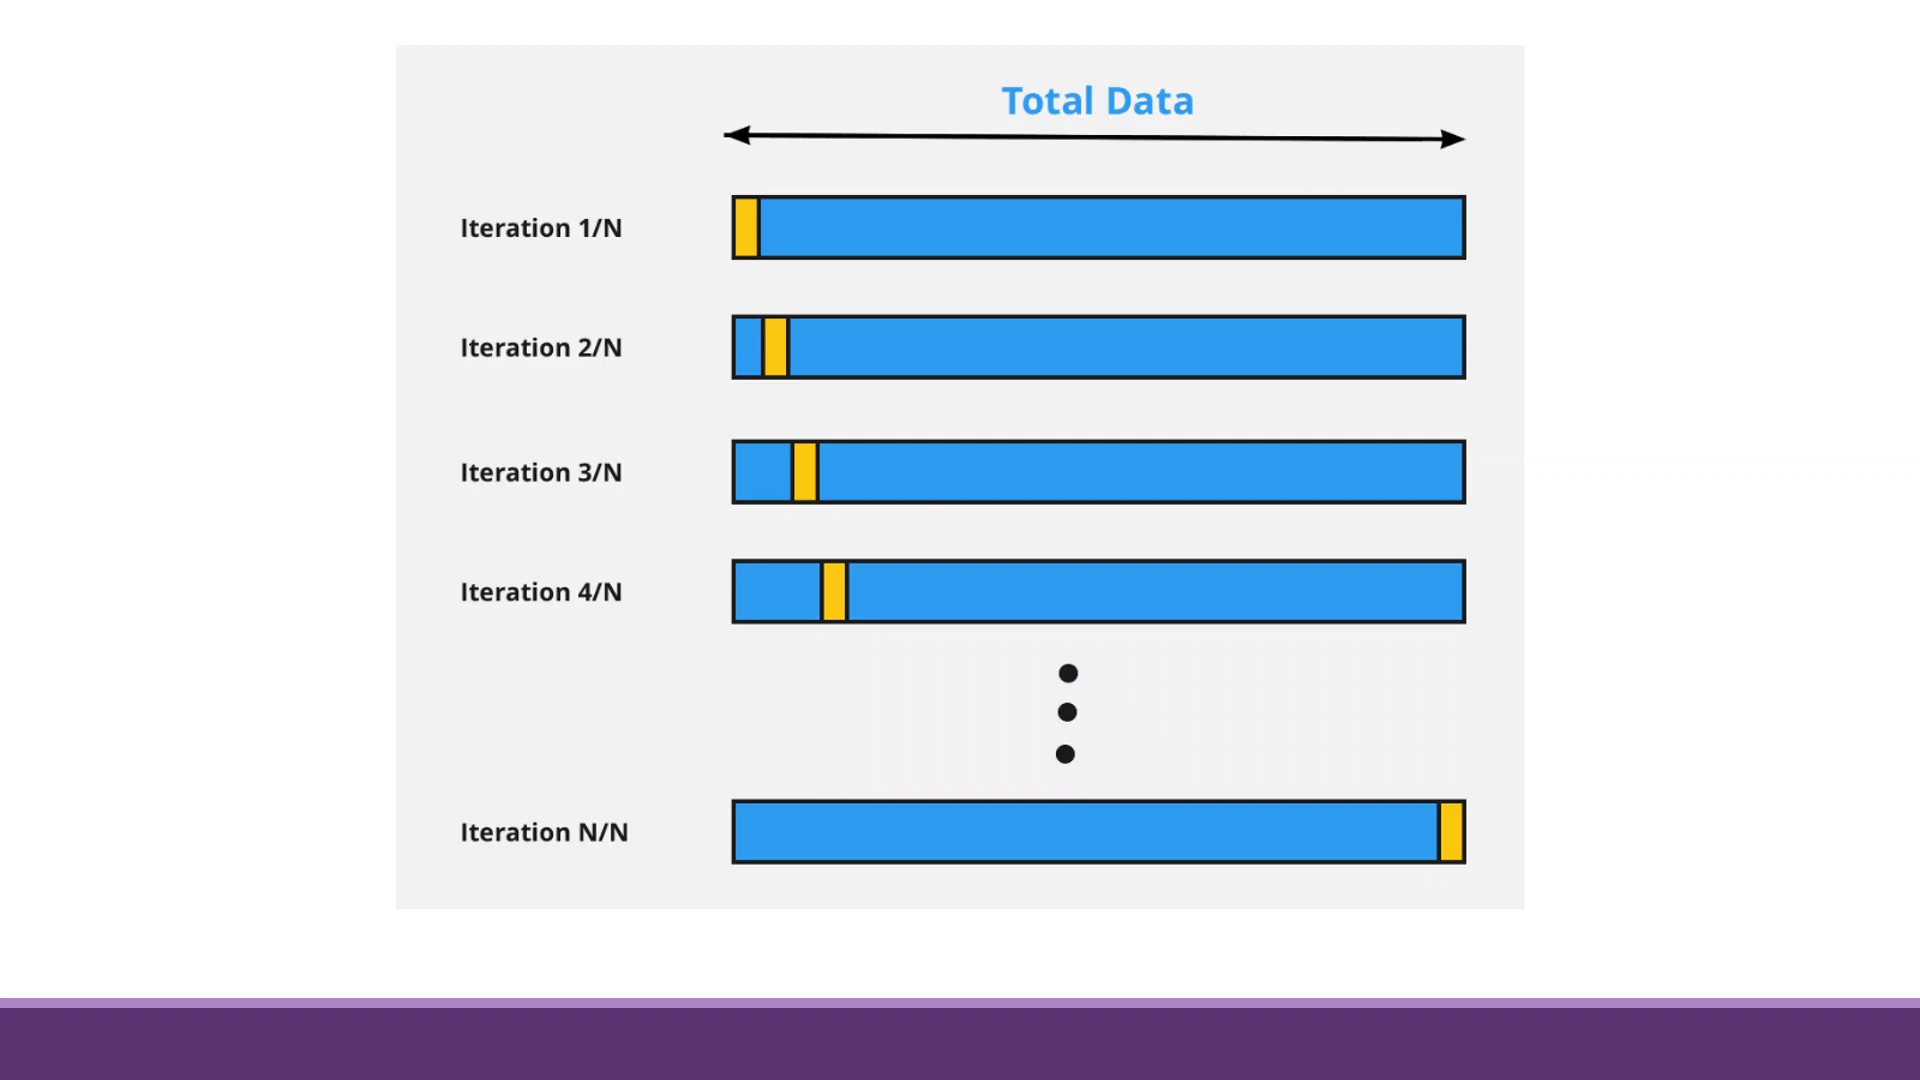 Total Data
Iteration 1/N
Iteration 2/N
Iteration 3/N
Iteration 4/N
Iteration N/N